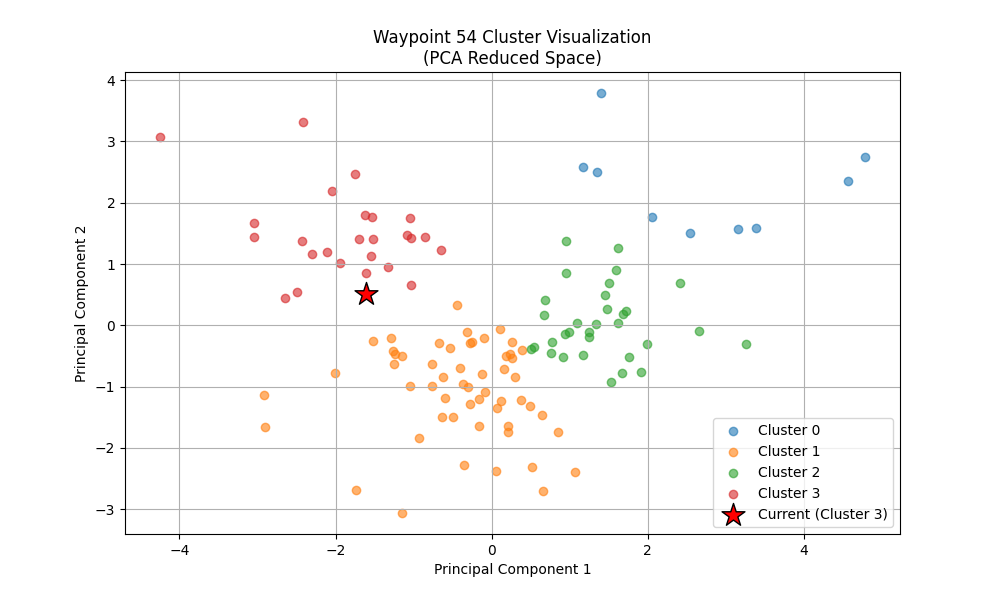 Waypoint 54 Cluster Visualization
(PCA Reduced Space)
4
3
2
1
0
−1
−2
−3
Principal Component 2
Cluster 0
Cluster 1
Cluster 2
Cluster 3
Current (Cluster 3)
−4 −2 0 2 4
Principal Component 1